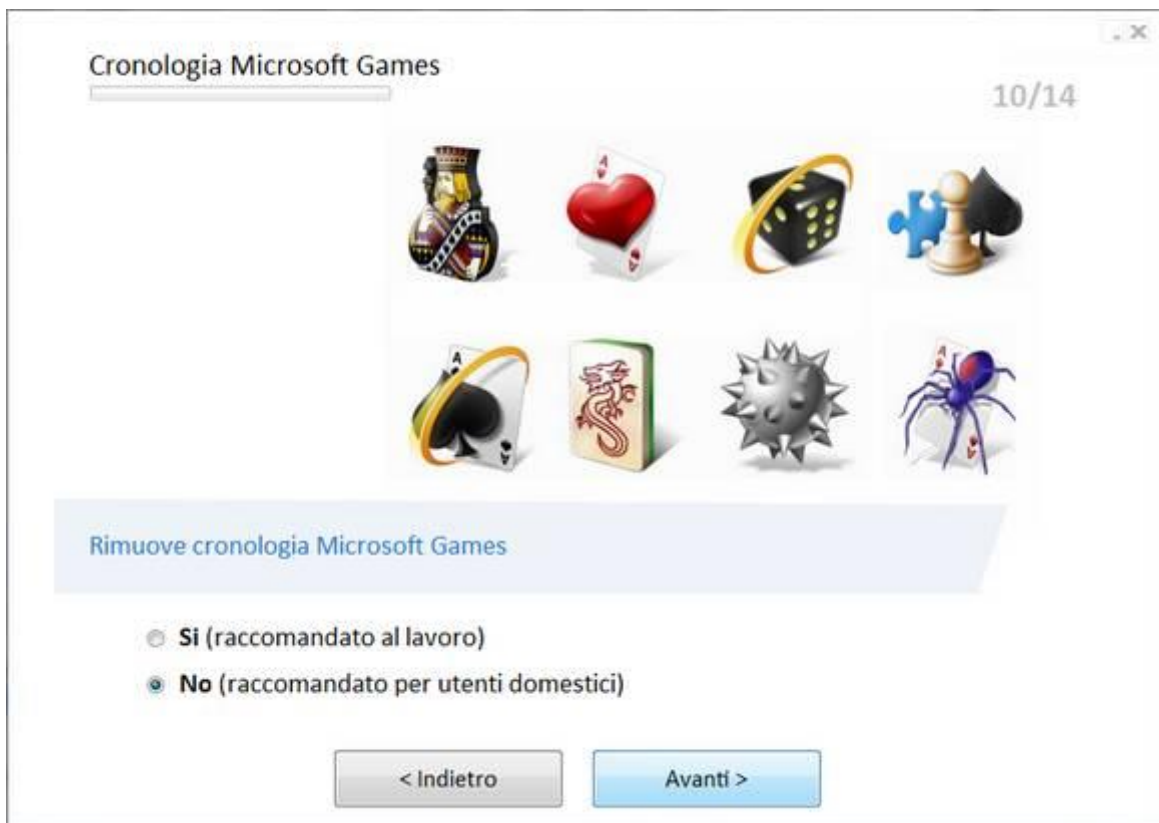 Cronologia Microsoft Games
10/14
Rimuove cronologia Microsoft Games
Si (raccomandato al lavoro)
No (raccomandato per utenti domestici)
< Indietro
Avanti >